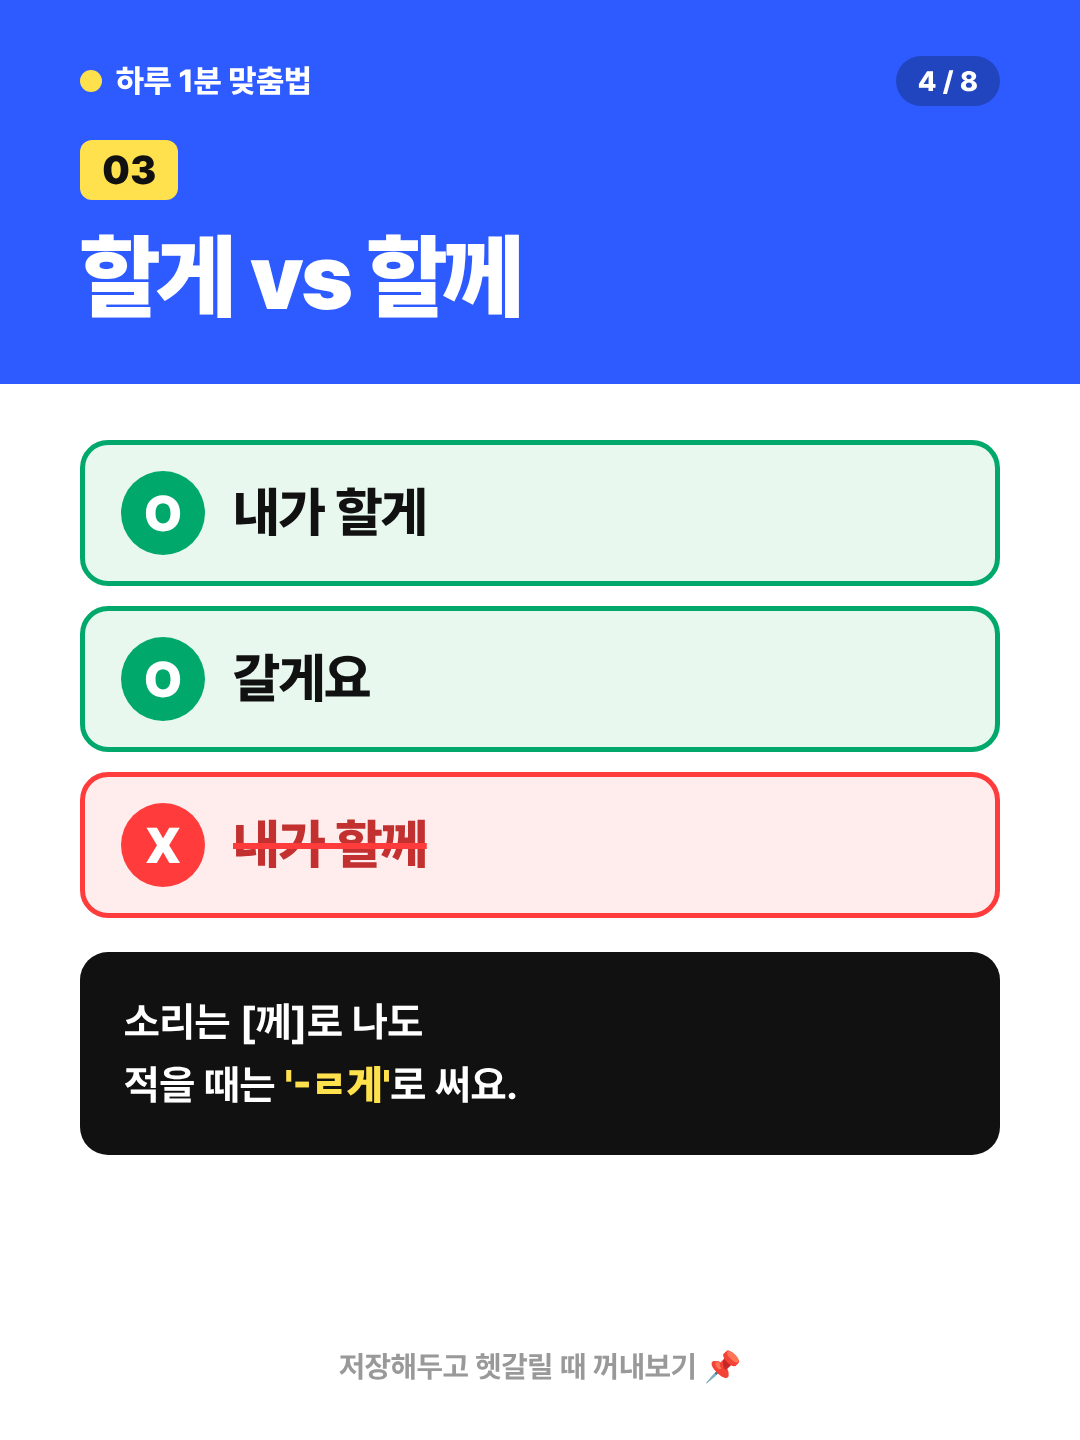 하루 1분 맞춤법
4 / 8
03
할게 vs 할께
O 내가 할게
O 갈게요
X 내가 할께
소리는 [께]로 나도
적을 때는 '-ㄹ게'로 써요.
저장해두고 헷갈릴 때 꺼내보기 📌